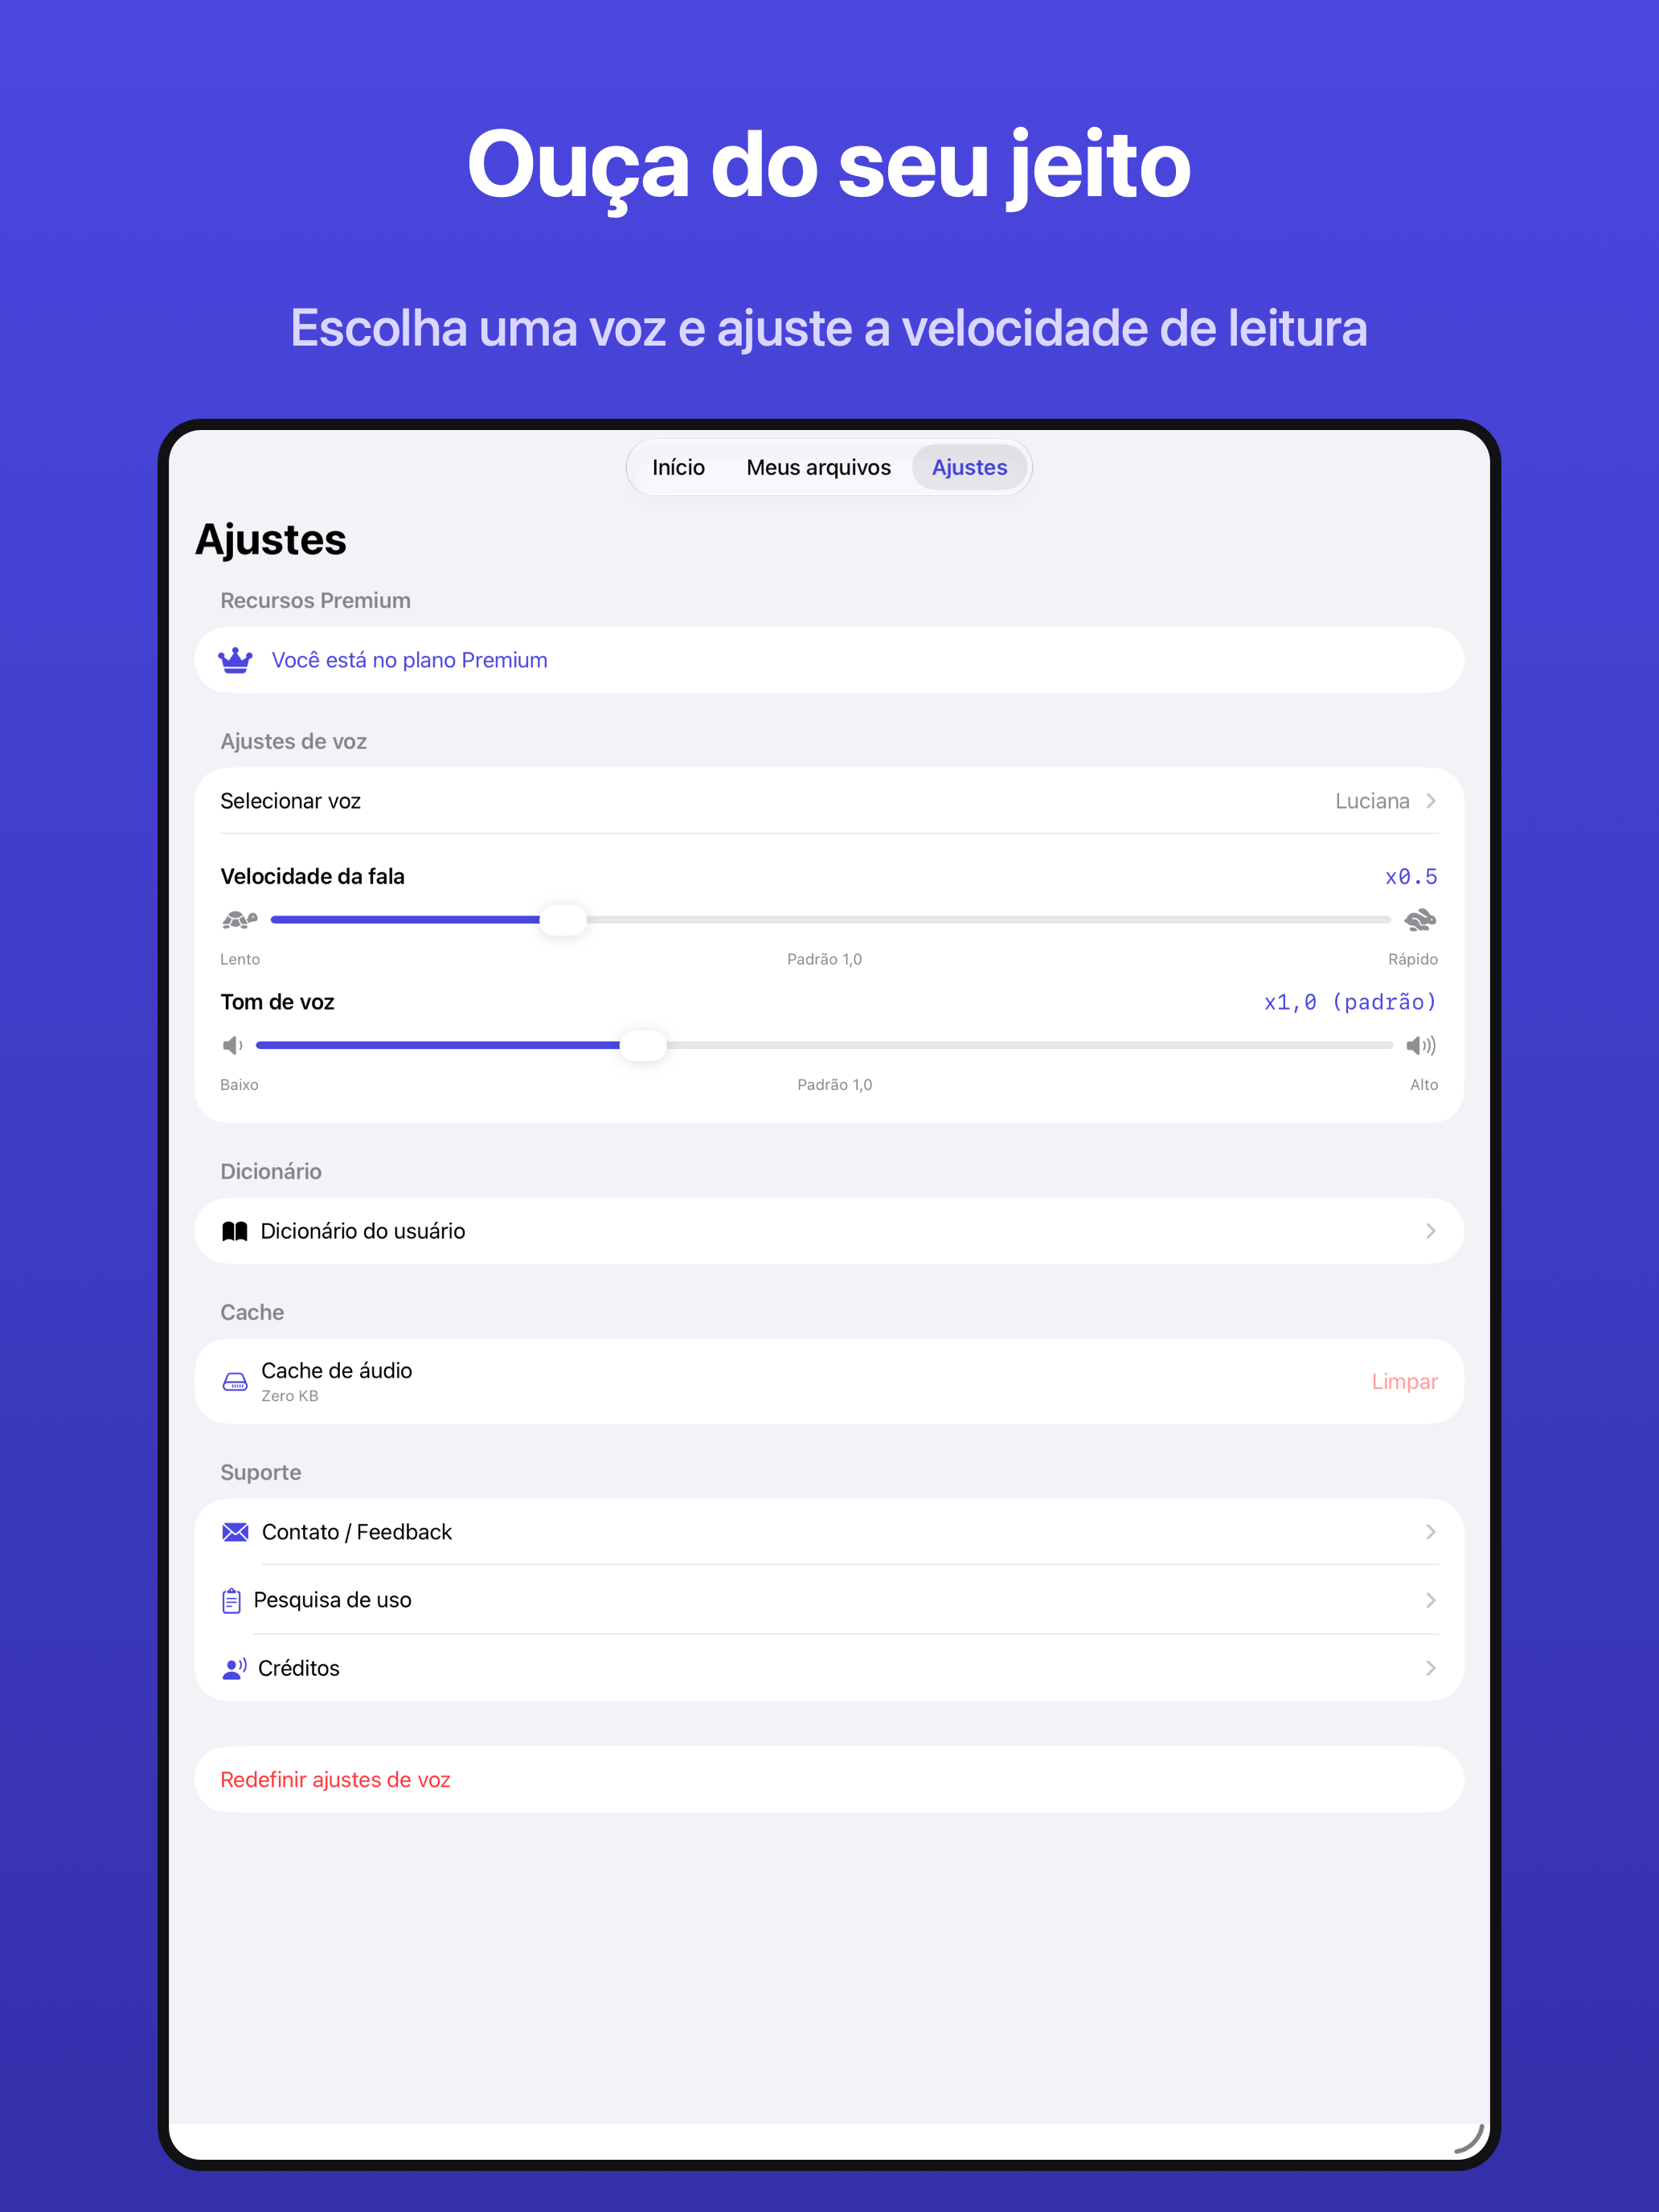 Ouça do seu jeito
Escolha uma voz e ajuste a velocidade de leitura
Início Meus arquivos Ajustes
Ajustes
Recursos Premium
Você está no plano Premium
Ajustes de voz
Selecionar voz Luciana
Velocidade da fala x0.5
Lento Padrão 1,0 Rápido
Tom de voz x1,0 (padrão)
Baixo Padrão 1,0 Alto
Dicionário
Dicionário do usuário
Cache
Cache de áudio
Zero KB
Limpar
Suporte
Contato / Feedback
Pesquisa de uso
Créditos
Redefinir ajustes de voz